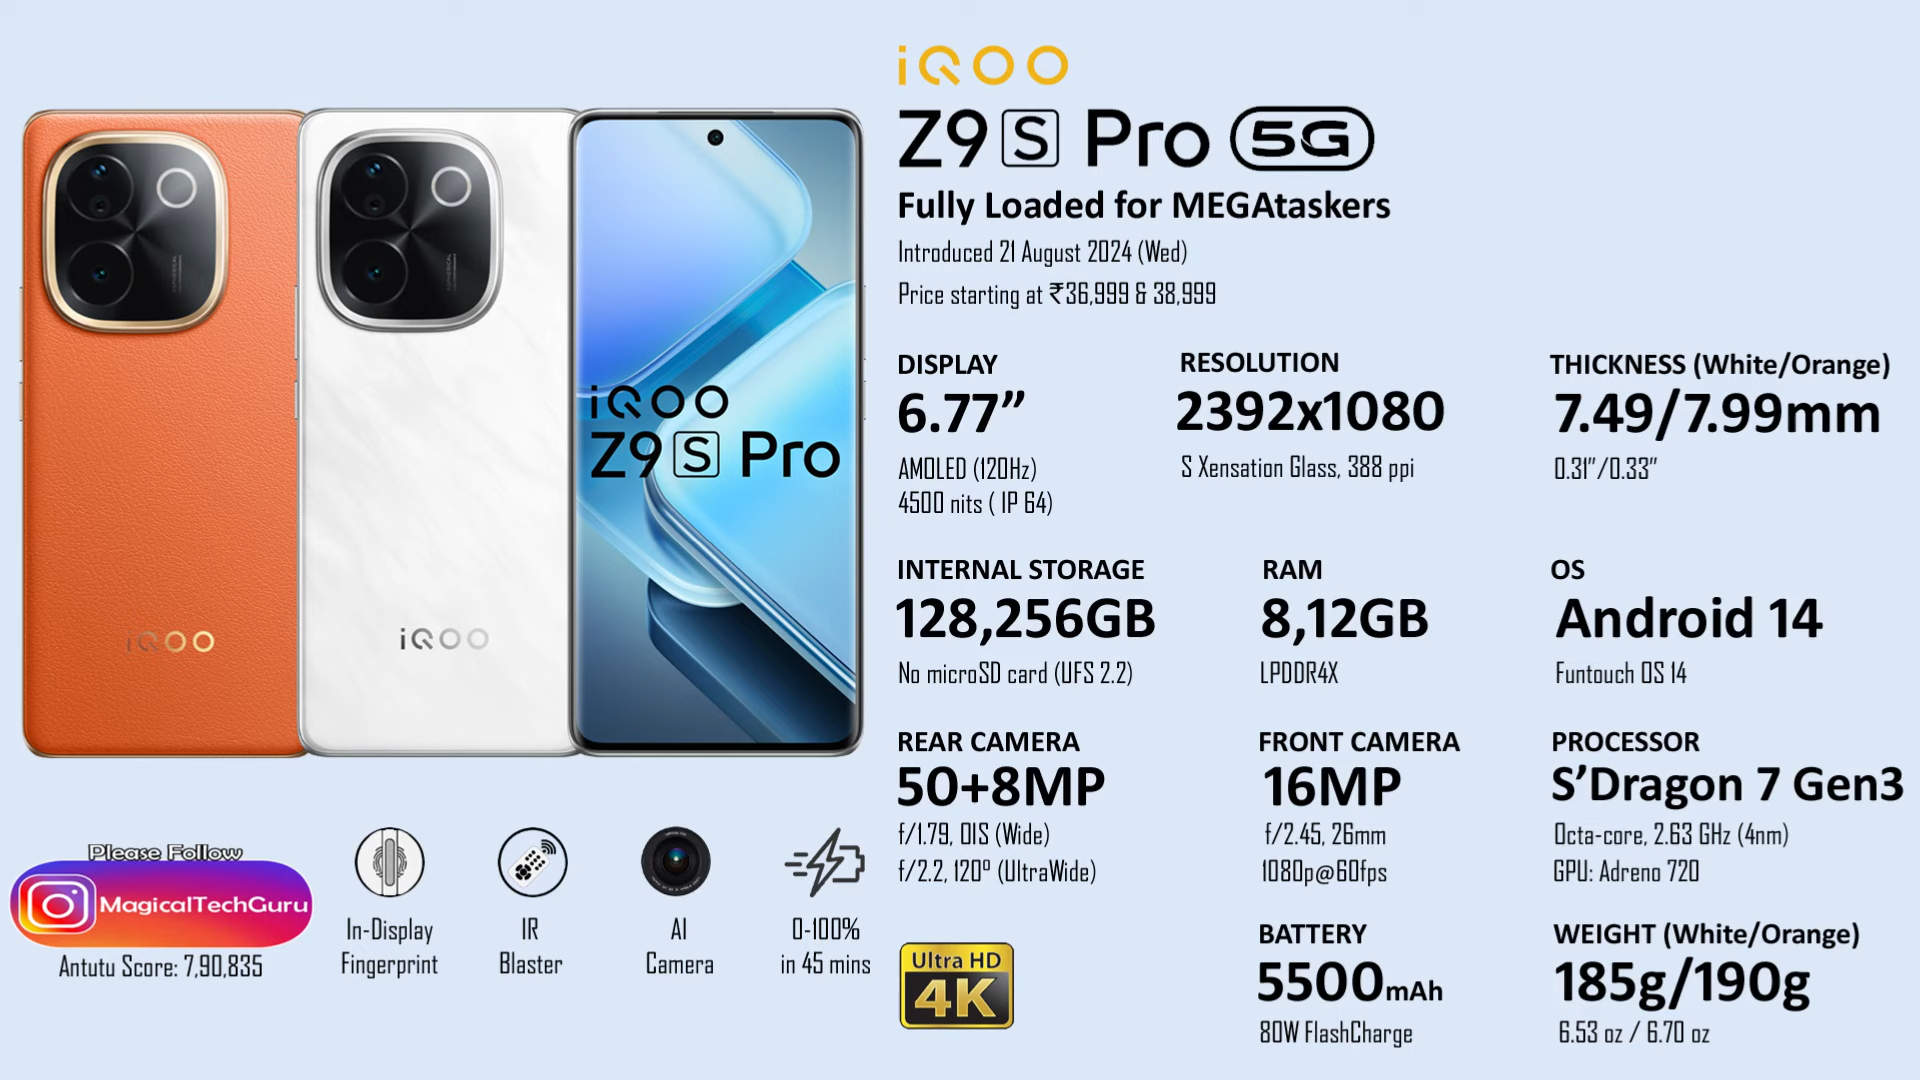 iQOO
Z9 S Pro 5G
Fully Loaded for MEGAtaskers
Introduced 21 August 2024 (Wed)
Price starting at ₹36,999 & 38,999
iQOO
iQOO
iQOO
Z9 S Pro
DISPLAY
6.77”
AMOLED (120Hz)
4500 nits ( IP 64)
RESOLUTION
2392x1080
S Xensation Glass, 388 ppi
THICKNESS (White/Orange)
7.49/7.99mm
0.31”/0.33”
INTERNAL STORAGE
128,256GB
No microSD card (UFS 2.2)
RAM
8,12GB
LPDDR4X
OS
Android 14
Funtouch OS 14
REAR CAMERA
50+8MP
f/1.79, OIS (Wide)
f/2.2, 120º (UltraWide)
FRONT CAMERA
16MP
f/2.45, 26mm
1080p@60fps
PROCESSOR
S’Dragon 7 Gen3
Octa-core, 2.63 GHz (4nm)
GPU: Adreno 720
Ultra HD
4K
BATTERY
5500mAh
80W FlashCharge
WEIGHT (White/Orange)
185g/190g
6.53 oz / 6.70 oz
Please Follow
MagicalTechGuru
Antutu Score: 7,90,835
In-Display
Fingerprint
IR
Blaster
AI
Camera
0-100%
in 45 mins